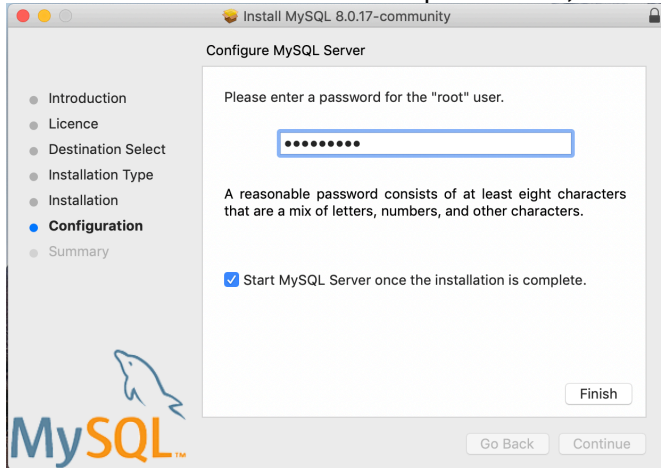 Install MySQL 8.0.17-community
Configure MySQL Server
Introduction
Licence
Destination Select
Installation Type
Installation
Configuration
Summary
Please enter a password for the "root" user.
•••••••••
A reasonable password consists of at least eight characters
that are a mix of letters, numbers, and other characters.
Start MySQL Server once the installation is complete.
Finish
MySQL™
Go Back
Continue